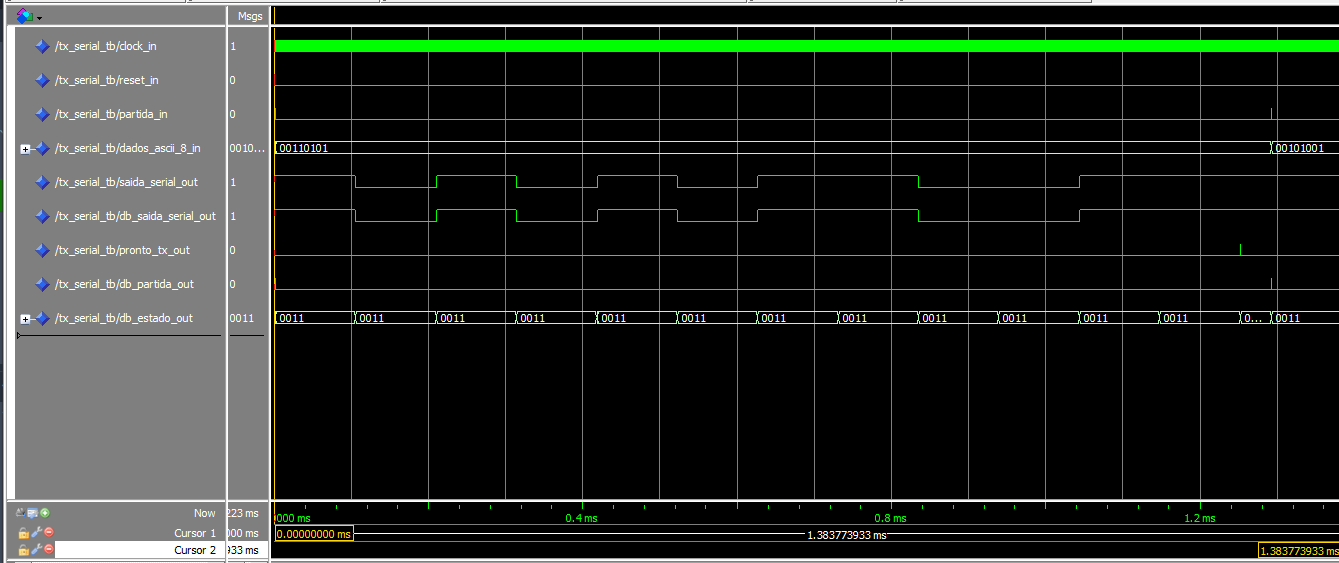 Msgs
/tx_serial_tb/clock_in 1
/tx_serial_tb/reset_in 0
/tx_serial_tb/partida_in 0
/tx_serial_tb/dados_ascii_8_in 0010... 00110101 00101001
/tx_serial_tb/saida_serial_out 1
/tx_serial_tb/db_saida_serial_out 1
/tx_serial_tb/pronto_tx_out 0
/tx_serial_tb/db_partida_out 0
/tx_serial_tb/db_estado_out 0011 0011 0011 0011 0011 0011 0011 0011 0011 0011 0011 0011 0011 0... 0011
Now 223 ms 000 ms 0.4 ms 0.8 ms 1.2 ms
Cursor 1 000 ms 0.00000000 ms 1.383773933 ms
Cursor 2 933 ms 1.383773933 ms